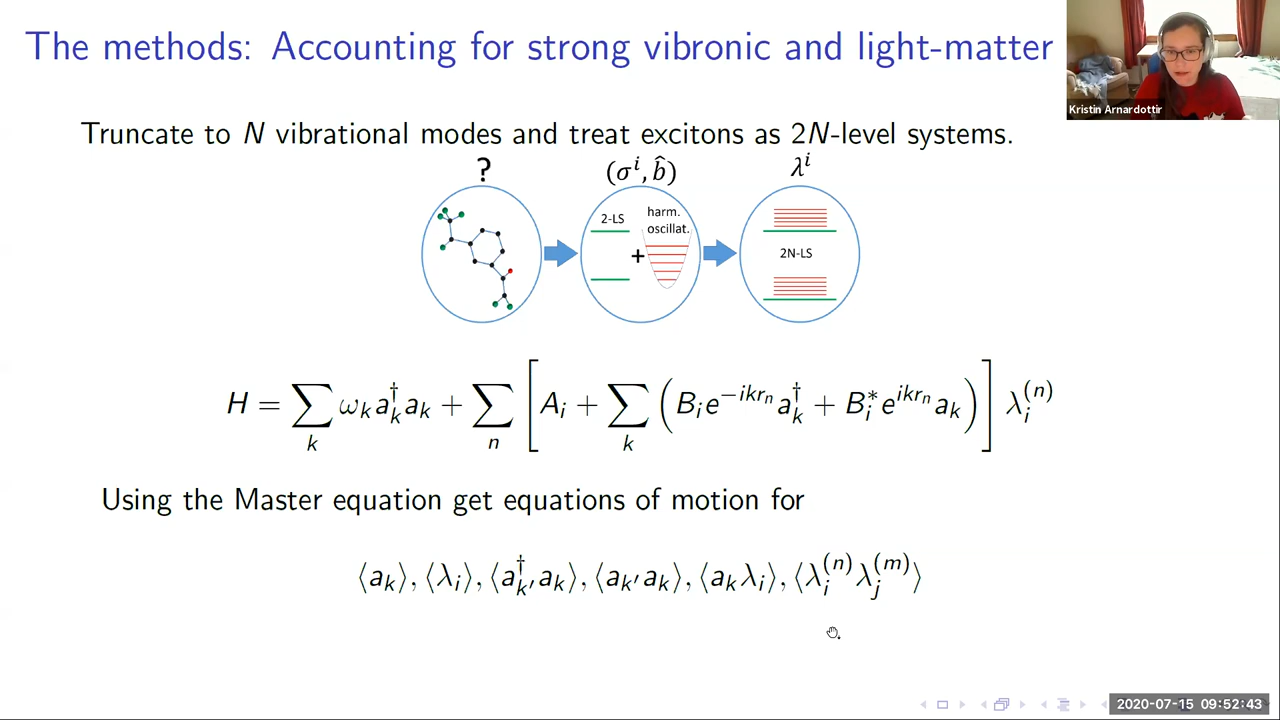 The methods: Accounting for strong vibronic and light-matter
Kristin Arnardottir
Truncate to N vibrational modes and treat excitons as 2N-level systems.
? (σ^i, b̂) λ^i
2-LS harm. oscillat. + 2N-LS
H = ∑_k ω_k a_k^† a_k + ∑_n [ A_i + ∑_k ( B_i e^{-ikr_n} a_k^† + B_i^* e^{ikr_n} a_k ) ] λ_i^{(n)}
Using the Master equation get equations of motion for
⟨a_k⟩, ⟨λ_i⟩, ⟨a_{k'}^† a_k⟩, ⟨a_{k'} a_k⟩, ⟨a_k λ_i⟩, ⟨λ_i^{(n)} λ_j^{(m)}⟩
2020-07-15 09:52:43